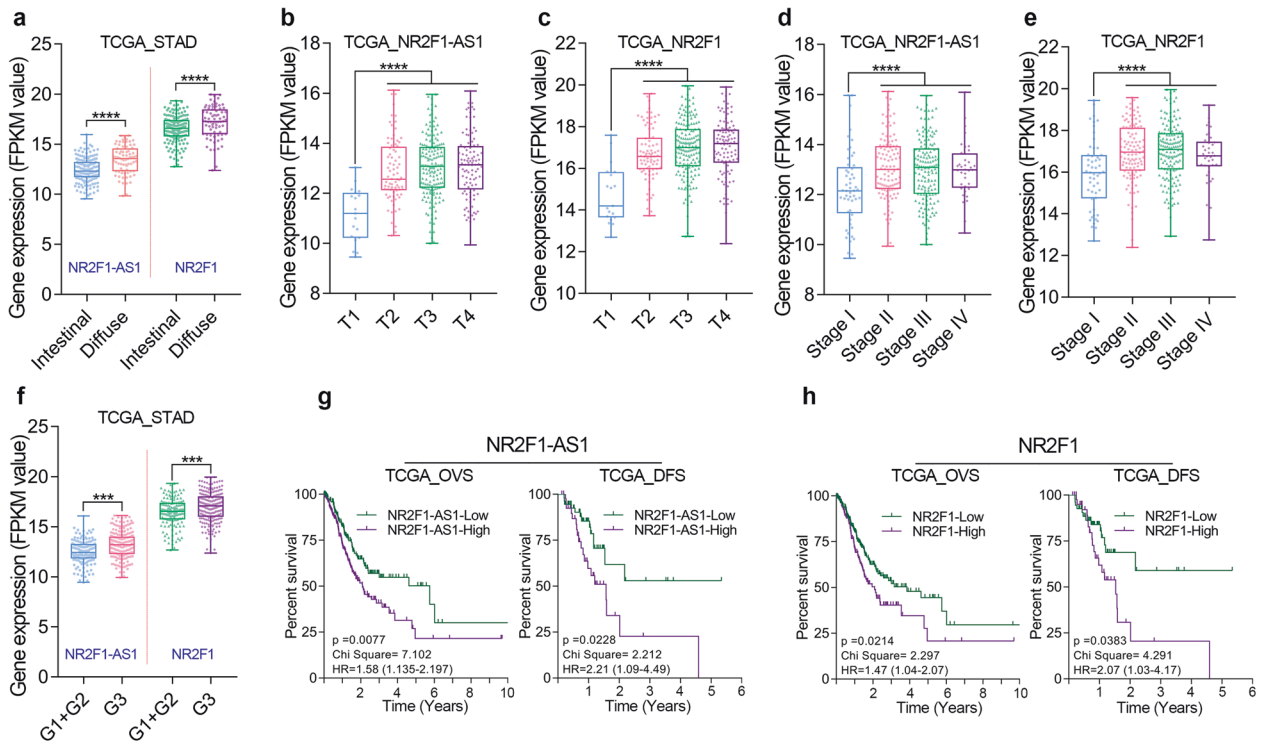 a
TCGA_STAD
Gene expression (FPKM value)
25
20
15
10
5
0
****
****
NR2F1-AS1
NR2F1
Intestinal
Diffuse
Intestinal
Diffuse
b
TCGA_NR2F1-AS1
Gene expression (FPKM value)
18
16
14
12
10
8
****
T1
T2
T3
T4
c
TCGA_NR2F1
Gene expression (FPKM value)
22
20
18
16
14
12
10
****
T1
T2
T3
T4
d
TCGA_NR2F1-AS1
Gene expression (FPKM value)
18
16
14
12
10
8
****
Stage I
Stage II
Stage III
Stage IV
e
TCGA_NR2F1
Gene expression (FPKM value)
22
20
18
16
14
12
10
****
Stage I
Stage II
Stage III
Stage IV
f
TCGA_STAD
Gene expression (FPKM value)
25
20
15
10
5
0
***
***
NR2F1-AS1
NR2F1
G1+G2
G3
G1+G2
G3
g
NR2F1-AS1
TCGA_OVS
Percent survival
100
75
50
25
0
NR2F1-AS1-Low
NR2F1-AS1-High
p =0.0077
Chi Square= 7.102
HR=1.58 (1.135-2.197)
2
4
6
8
10
Time (Years)
TCGA_DFS
Percent survival
100
75
50
25
0
NR2F1-AS1-Low
NR2F1-AS1-High
p =0.0228
Chi Square= 2.212
HR=2.21 (1.09-4.49)
1
2
3
4
5
6
Time (Years)
h
NR2F1
TCGA_OVS
Percent survival
100
75
50
25
0
NR2F1-Low
NR2F1-High
p =0.0214
Chi Square= 2.297
HR=1.47 (1.04-2.07)
2
4
6
8
10
Time (Years)
TCGA_DFS
Percent survival
100
75
50
25
0
NR2F1-Low
NR2F1-High
p =0.0383
Chi Square= 4.291
HR=2.07 (1.03-4.17)
1
2
3
4
5
6
Time (Years)